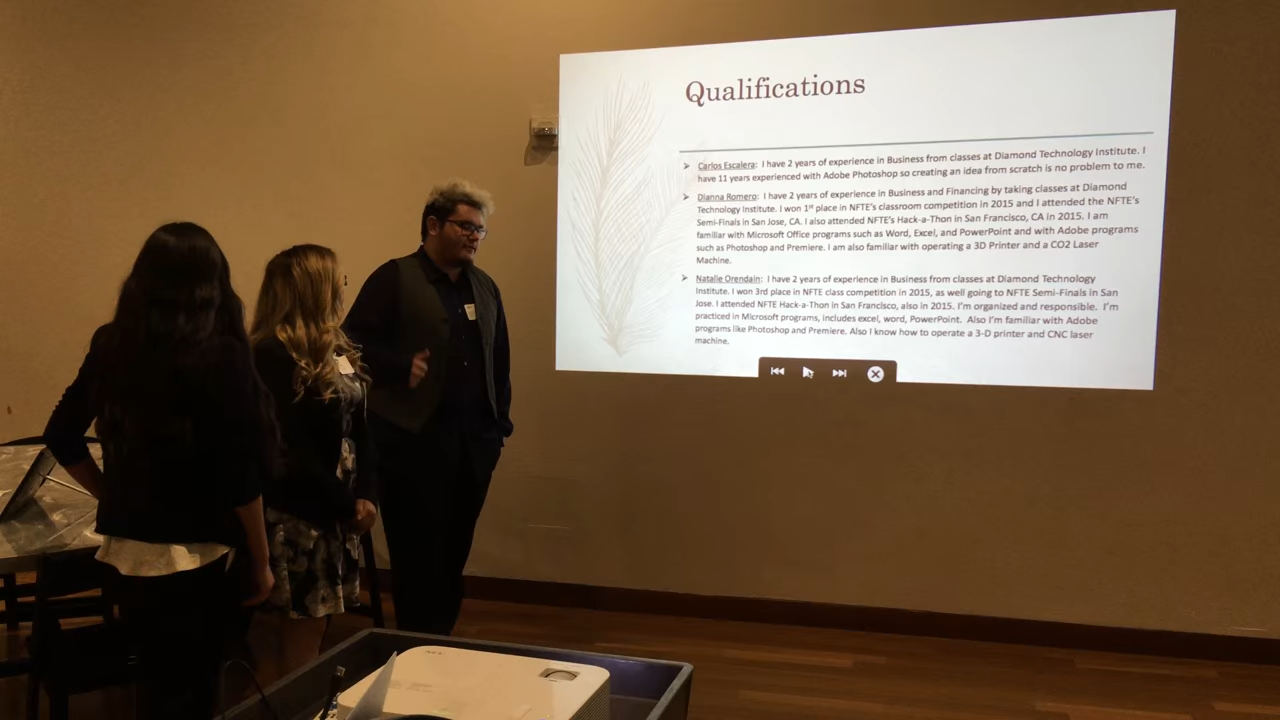 Qualifications
➢ Carlos Escalera: I have 2 years of experience in Business from classes at Diamond Technology Institute. I
have 11 years experienced with Adobe Photoshop so creating an idea from scratch is no problem to me.
➢ Dianna Romero: I have 2 years of experience in Business and Financing by taking classes at Diamond
Technology Institute. I won 1st place in NFTE's classroom competition in 2015 and I attended the NFTE's
Semi-Finals in San Jose, CA. I also attended NFTE's Hack-a-Thon in San Francisco, CA in 2015. I am
familiar with Microsoft Office programs such as Word, Excel, and PowerPoint and with Adobe programs
such as Photoshop and Premiere. I am also familiar with operating a 3D Printer and a CO2 Laser
Machine.
➢ Natalie Orendain: I have 2 years of experience in Business from classes at Diamond Technology
Institute. I won 3rd place in NFTE class competition in 2015, as well going to NFTE Semi-Finals in San
Jose. I attended NFTE Hack-a-Thon in San Francisco, also in 2015. I'm organized and responsible. I'm
practiced in Microsoft programs, includes excel, word, PowerPoint. Also I'm familiar with Adobe
programs like Photoshop and Premiere. Also I know how to operate a 3-D printer and CNC laser
machine.